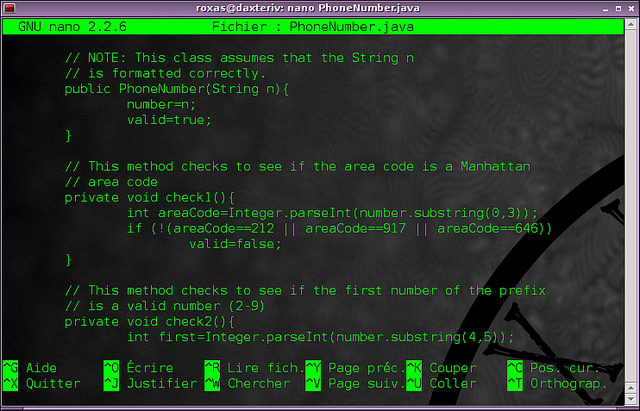 roxas@daxteriv: nano PhoneNumber.java
GNU nano 2.2.6 Fichier : PhoneNumber.java
// NOTE: This class assumes that the String n
// is formatted correctly.
public PhoneNumber(String n){
number=n;
valid=true;
}
// This method checks to see if the area code is a Manhattan
// area code
private void check1(){
int areaCode=Integer.parseInt(number.substring(0,3));
if (!(areaCode==212 || areaCode==917 || areaCode==646))
valid=false;
}
// This method checks to see if the first number of the prefix
// is a valid number (2-9)
private void check2(){
int first=Integer.parseInt(number.substring(4,5));
^G Aide ^O Écrire ^R Lire fich. ^Y Page préc. ^K Couper ^C Pos. cur.
^X Quitter ^J Justifier ^W Chercher ^V Page suiv. ^U Coller ^T Orthograp.